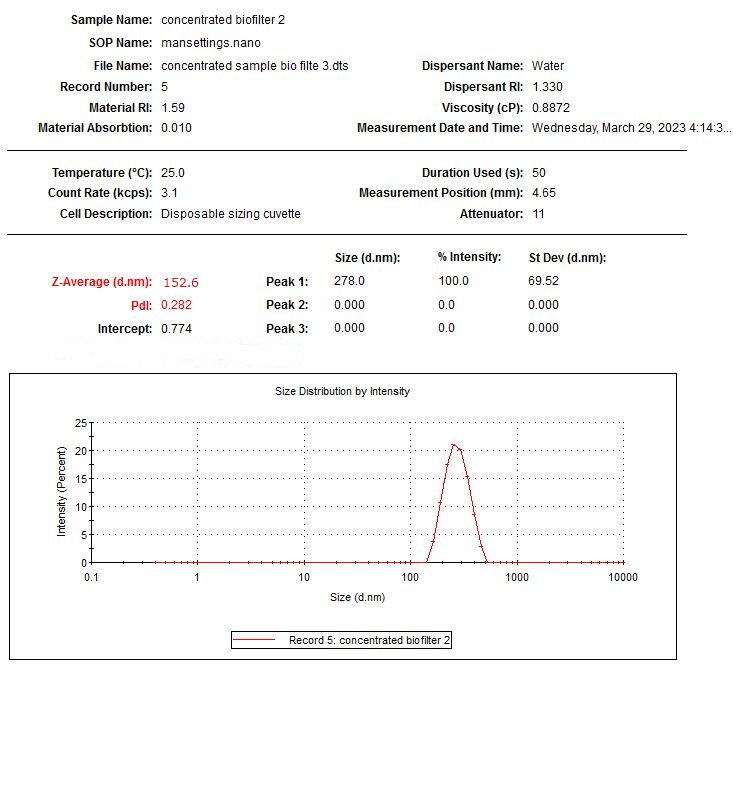 Sample Name: concentrated biofilter 2
SOP Name: mansettings.nano
File Name: concentrated sample bio filte 3.dts Dispersant Name: Water
Record Number: 5 Dispersant RI: 1.330
Material RI: 1.59 Viscosity (cP): 0.8872
Material Absorbtion: 0.010 Measurement Date and Time: Wednesday, March 29, 2023 4:14:3...
Temperature (°C): 25.0 Duration Used (s): 50
Count Rate (kcps): 3.1 Measurement Position (mm): 4.65
Cell Description: Disposable sizing cuvette Attenuator: 11
Size (d.nm): % Intensity: St Dev (d.nm):
Z-Average (d.nm): 152.6 Peak 1: 278.0 100.0 69.52
PdI: 0.282 Peak 2: 0.000 0.0 0.000
Intercept: 0.774 Peak 3: 0.000 0.0 0.000
Size Distribution by Intensity
Intensity (Percent)
25
20
15
10
5
0
0.1 1 10 100 1000 10000
Size (d.nm)
Record 5: concentrated biofilter 2